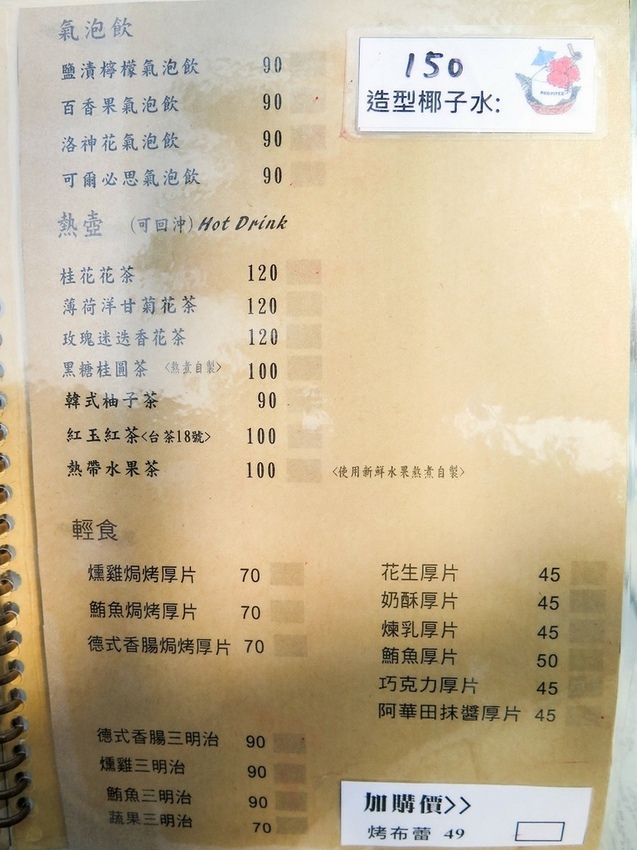 氣泡飲
鹽漬檸檬氣泡飲 90
百香果氣泡飲 90
洛神花氣泡飲 90
可爾必思氣泡飲 90
150
造型椰子水:
熱壺 (可回沖) Hot Drink
桂花花茶 120
薄荷洋甘菊花茶 120
玫瑰迷迭香花茶 120
黑糖桂圓茶 <熬煮自製> 100
韓式柚子茶 90
紅玉紅茶<台茶18號> 100
熱帶水果茶 100 <使用新鮮水果熬煮自製>
輕食
燻雞焗烤厚片 70
鮪魚焗烤厚片 70
德式香腸焗烤厚片 70
花生厚片 45
奶酥厚片 45
煉乳厚片 45
鮪魚厚片 50
巧克力厚片 45
阿華田抹醬厚片 45
德式香腸三明治 90
燻雞三明治 90
鮪魚三明治 90
蔬果三明治 70
加購價>>
烤布蕾 49